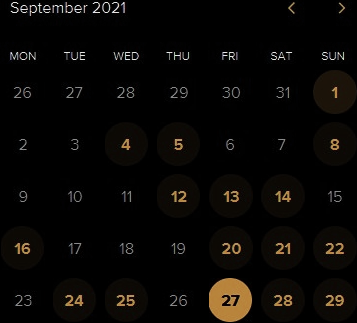 September 2021 < >
MON TUE WED THU FRI SAT SUN
26 27 28 29 30 31 1
2 3 4 5 6 7 8
9 10 11 12 13 14 15
16 17 18 19 20 21 22
23 24 25 26 27 28 29